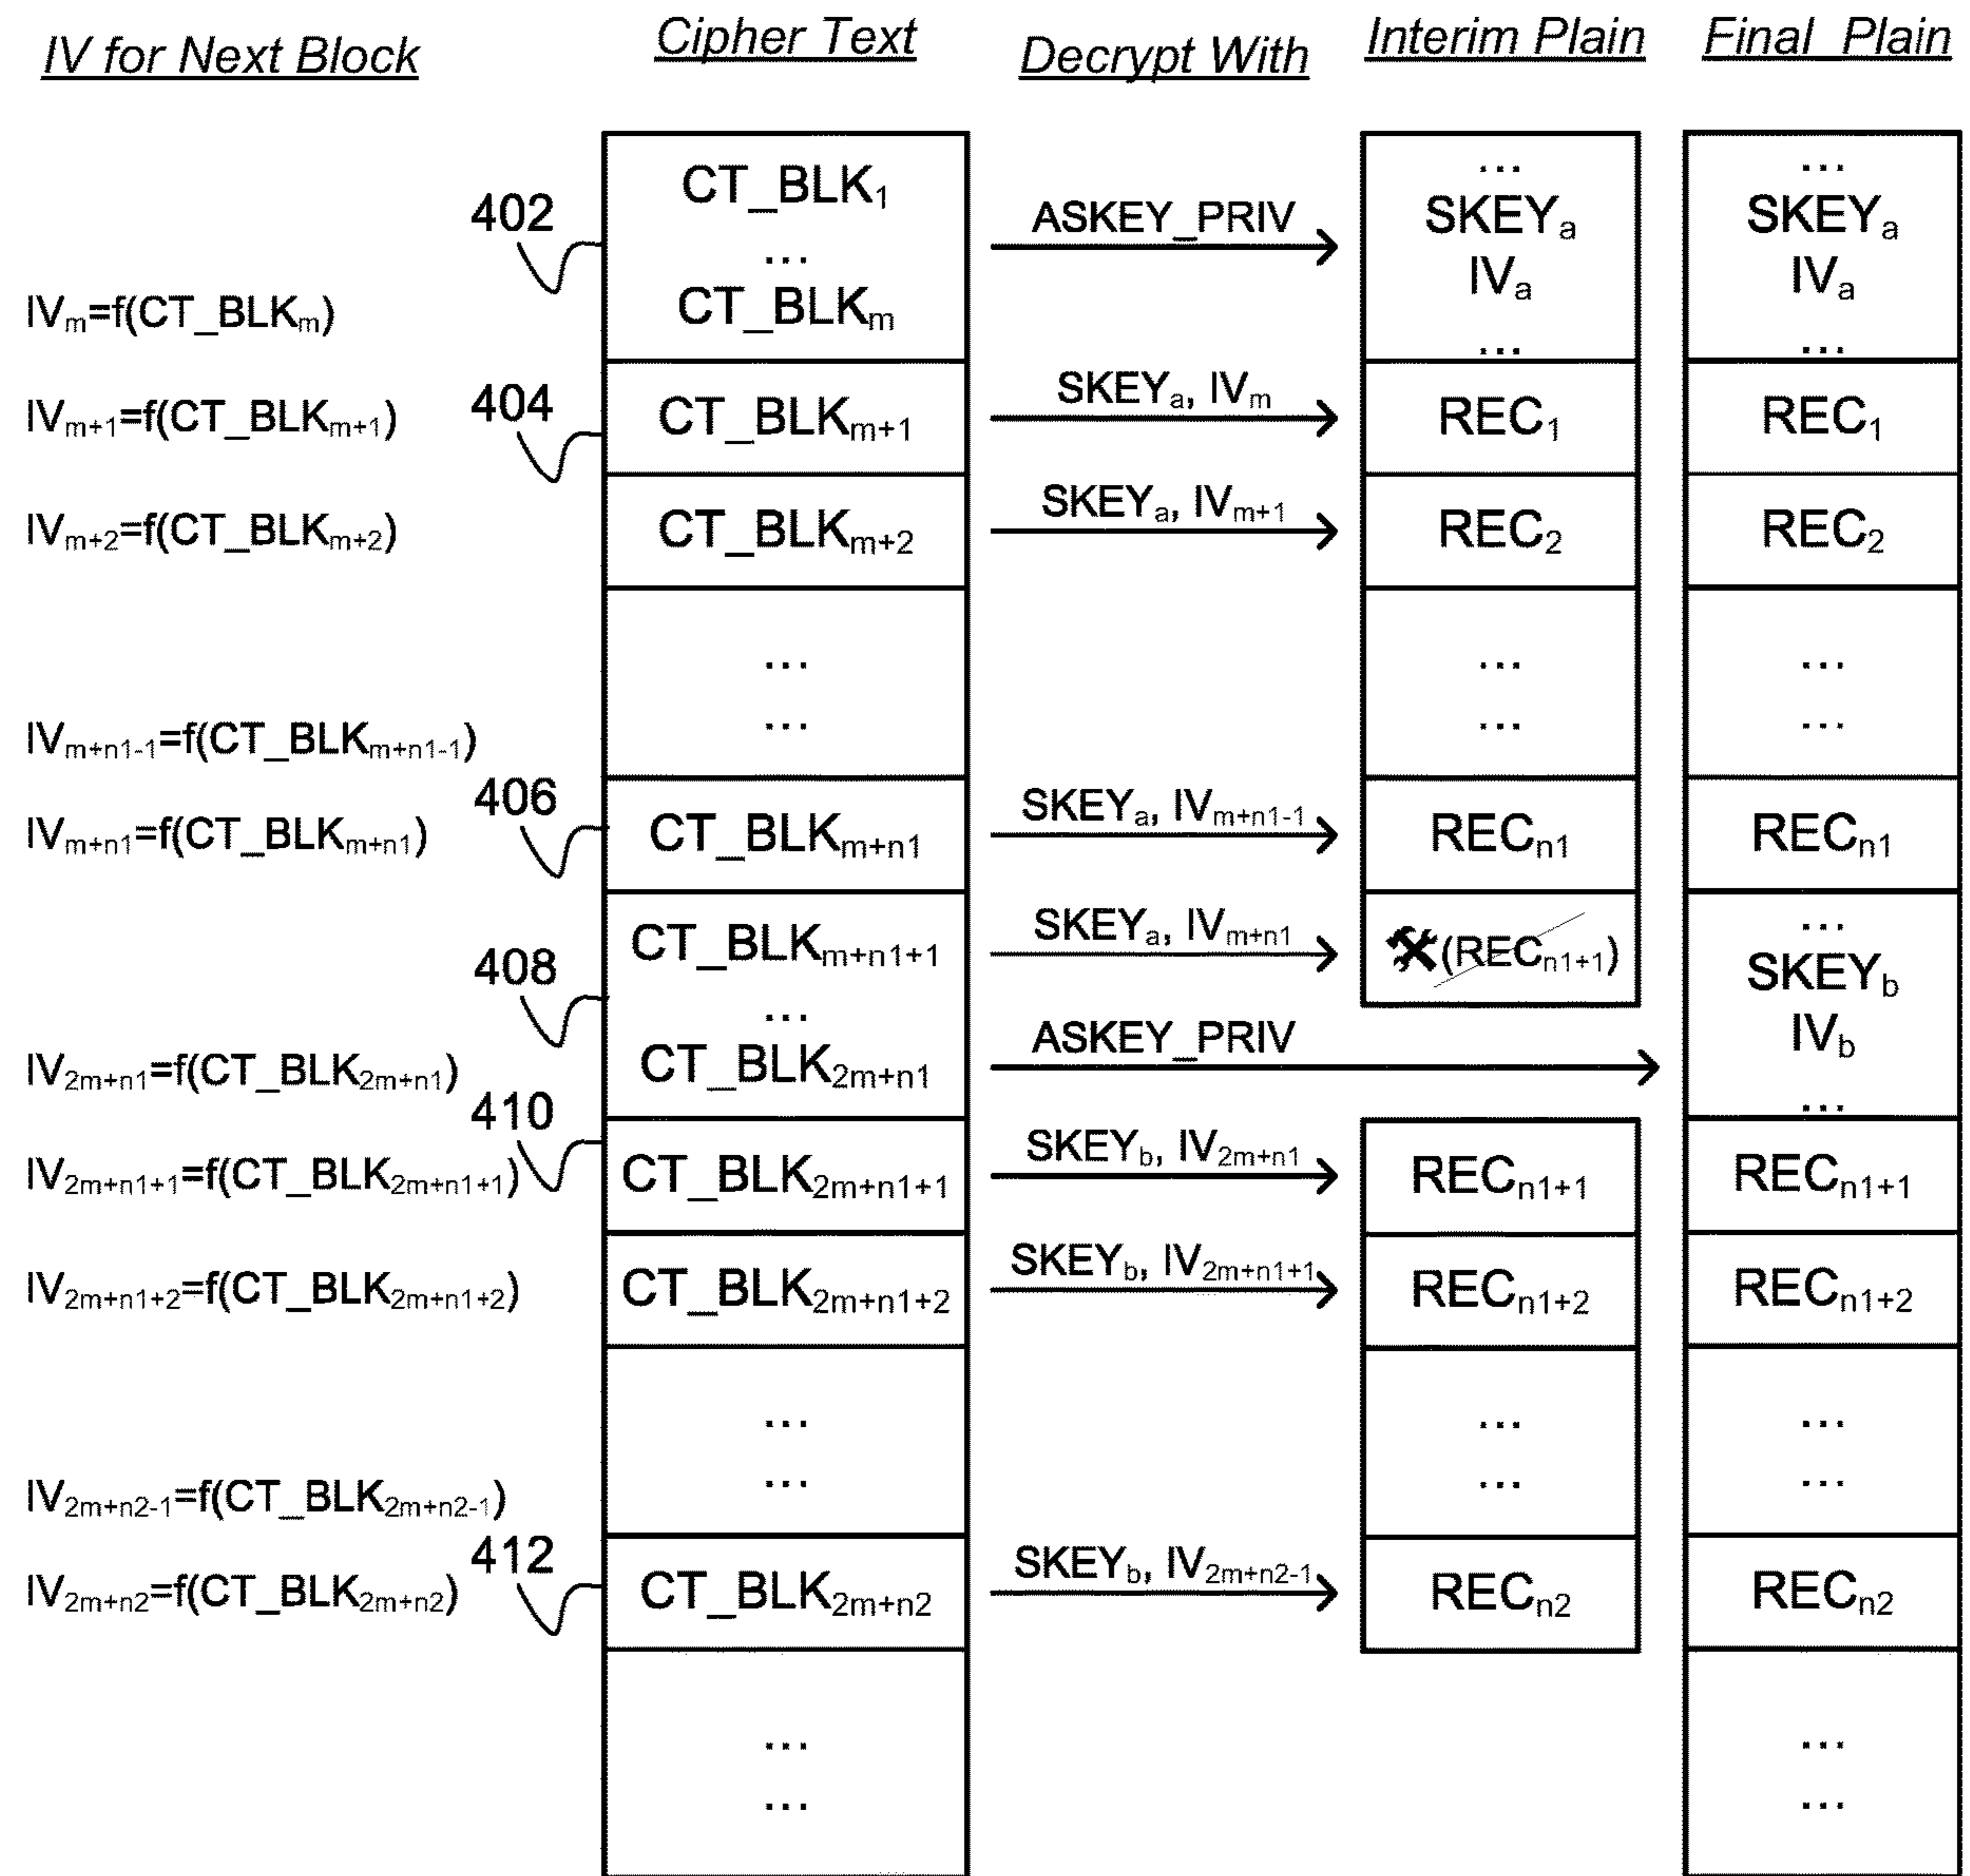 IV for Next Block Cipher Text Decrypt With Interim Plain Final Plain
402 CT_BLK₁ ASKEY_PRIV ... ...
... SKEYₐ SKEYₐ
IVₘ=f(CT_BLKₘ) CT_BLKₘ IVₐ IVₐ
... ...
IVₘ₊₁=f(CT_BLKₘ₊₁) 404 CT_BLKₘ₊₁ SKEYₐ, IVₘ REC₁ REC₁
IVₘ₊₂=f(CT_BLKₘ₊₂) CT_BLKₘ₊₂ SKEYₐ, IVₘ₊₁ REC₂ REC₂
... ... ...
IVₘ₊ₙ₁₋₁=f(CT_BLKₘ₊ₙ₁₋₁) ... ... ...
IVₘ₊ₙ₁=f(CT_BLKₘ₊ₙ₁) 406 CT_BLKₘ₊ₙ₁ SKEYₐ, IVₘ₊ₙ₁₋₁ RECₙ₁ RECₙ₁
408 CT_BLKₘ₊ₙ₁₊₁ SKEYₐ, IVₘ₊ₙ₁ (RECₙ₁₊₁) ...
... SKEY_b
IV₂ₘ₊ₙ₁=f(CT_BLK₂ₘ₊ₙ₁) CT_BLK₂ₘ₊ₙ₁ ASKEY_PRIV IV_b
...
IV₂ₘ₊ₙ₁₊₁=f(CT_BLK₂ₘ₊ₙ₁₊₁) 410 CT_BLK₂ₘ₊ₙ₁₊₁ SKEY_b, IV₂ₘ₊ₙ₁ RECₙ₁₊₁ RECₙ₁₊₁
IV₂ₘ₊ₙ₁₊₂=f(CT_BLK₂ₘ₊ₙ₁₊₂) CT_BLK₂ₘ₊ₙ₁₊₂ SKEY_b, IV₂ₘ₊ₙ₁₊₁ RECₙ₁₊₂ RECₙ₁₊₂
... ... ...
IV₂ₘ₊ₙ₂₋₁=f(CT_BLK₂ₘ₊ₙ₂₋₁) ... ... ...
IV₂ₘ₊ₙ₂=f(CT_BLK₂ₘ₊ₙ₂) 412 CT_BLK₂ₘ₊ₙ₂ SKEY_b, IV₂ₘ₊ₙ₂₋₁ RECₙ₂ RECₙ₂
... ...
... ...